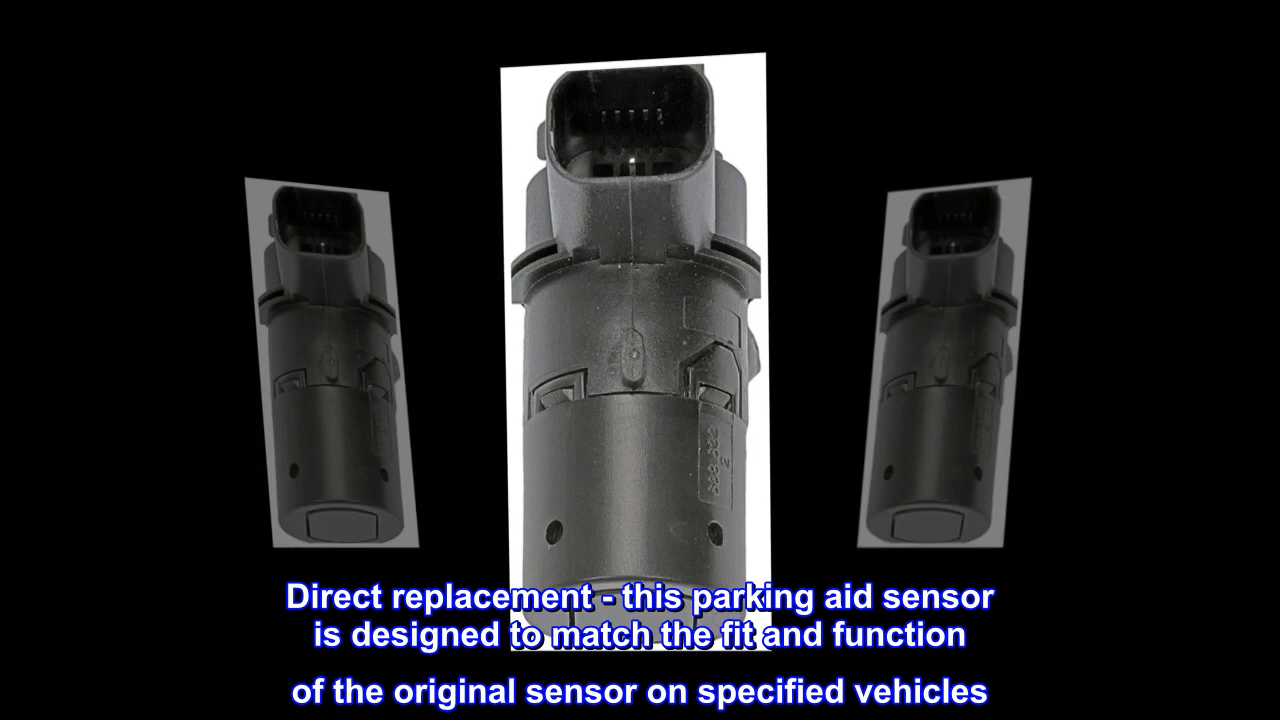 Direct replacement - this parking aid sensor
is designed to match the fit and function
of the original sensor on specified vehicles